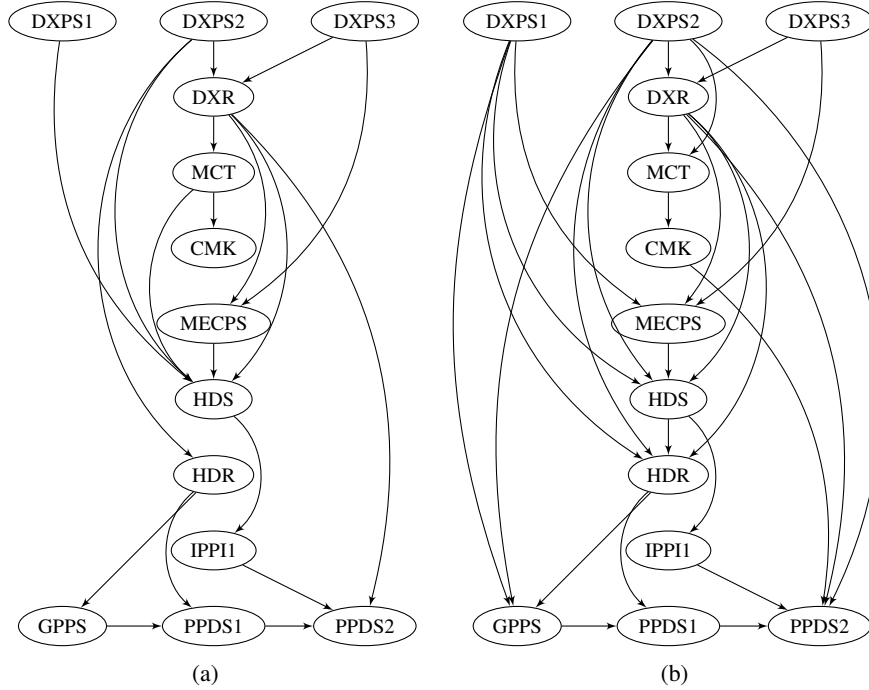 DXPS1 DXPS2 DXPS3 DXPS1 DXPS2 DXPS3
DXR DXR
MCT MCT
CMK CMK
MECPS MECPS
HDS HDS
HDR HDR
IPPI1 IPPI1
GPPS PPDS1 PPDS2 GPPS PPDS1 PPDS2
(a) (b)